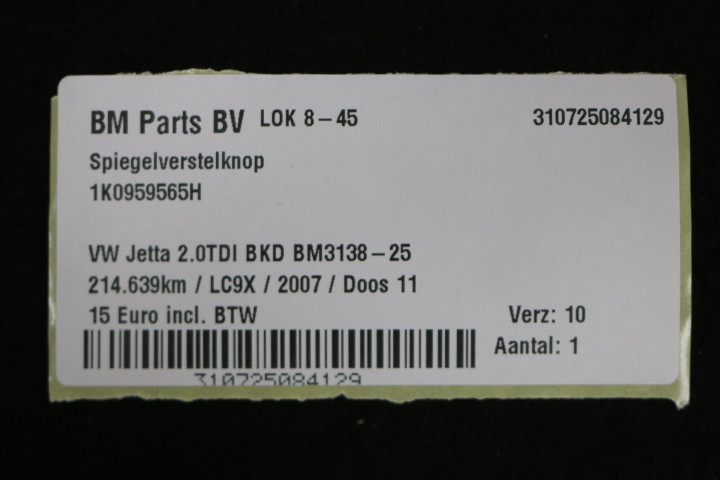 BM Parts BV LOK 8-45 310725084129
Spiegelverstelknop
1K0959565H
VW Jetta 2.0TDI BKD BM3138-25
214.639km / LC9X / 2007 / Doos 11
15 Euro incl. BTW Verz: 10
Aantal: 1
310725084129